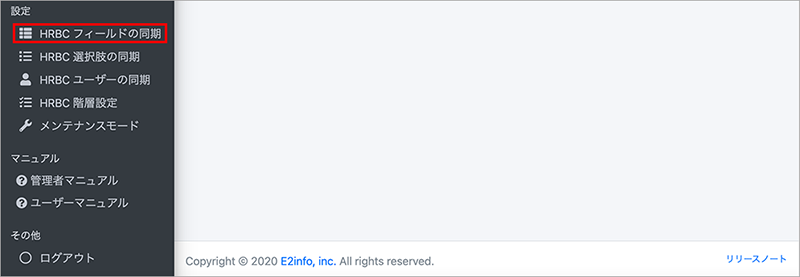 設定
HRBC フィールドの同期
HRBC 選択肢の同期
HRBC ユーザーの同期
HRBC 階層設定
メンテナンスモード
マニュアル
管理者マニュアル
ユーザーマニュアル
その他
ログアウト
Copyright © 2020 E2info, inc. All rights reserved.
リリースノート